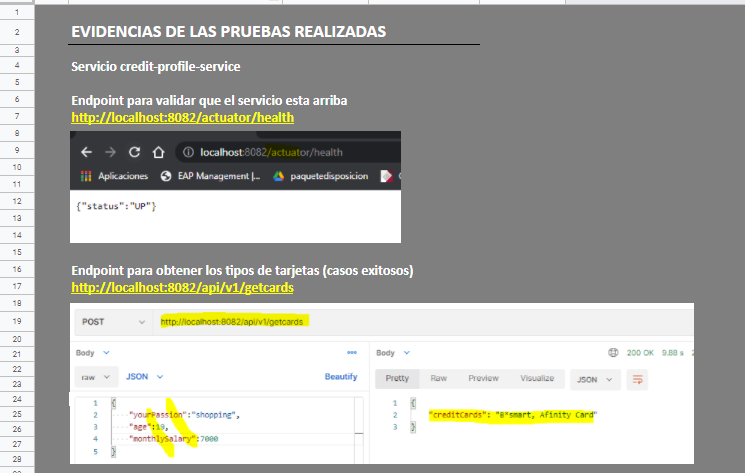 1
2
EVIDENCIAS DE LAS PRUEBAS REALIZADAS
3
4
Servicio credit-profile-service
5
6
Endpoint para validar que el servicio esta arriba
7
http://localhost:8082/actuator/health
8
9
localhost:8082/actuator/health
10
Aplicaciones EAP Management |... paquetedisposicion
11
12
{"status":"UP"}
13
14
15
16
Endpoint para obtener los tipos de tarjetas (casos exitosos)
17
http://localhost:8082/api/v1/getcards
18
19
POST http://localhost:8082/api/v1/getcards
20
21
Body Body 200 OK 9.88 s
22
23
raw JSON Beautify Pretty Raw Preview Visualize JSON
24
25
1 { 1 {
2 "yourPassion":"shopping", 2 "creditCards": "B*smart, Afinity Card"
26
3 "age":19, 3 }
27
4 "monthlySalary":7000
28
5 }